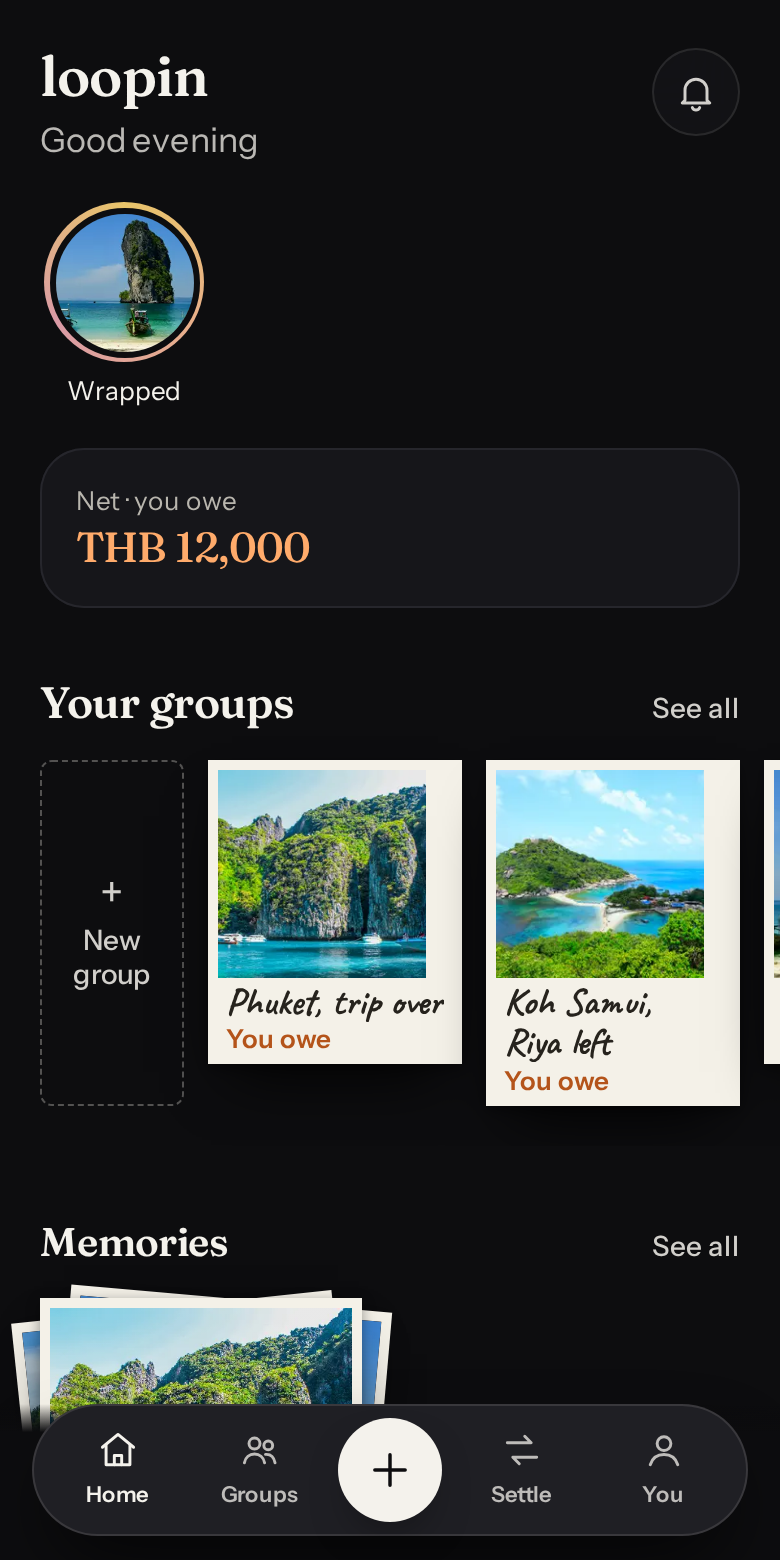 loopin
Good evening
Wrapped
Net · you owe
THB 12,000
Your groups
See all
+
New
group
Phuket, trip over
You owe
Koh Samui,
Riya left
You owe
Memories
See all
Home
Groups
Settle
You